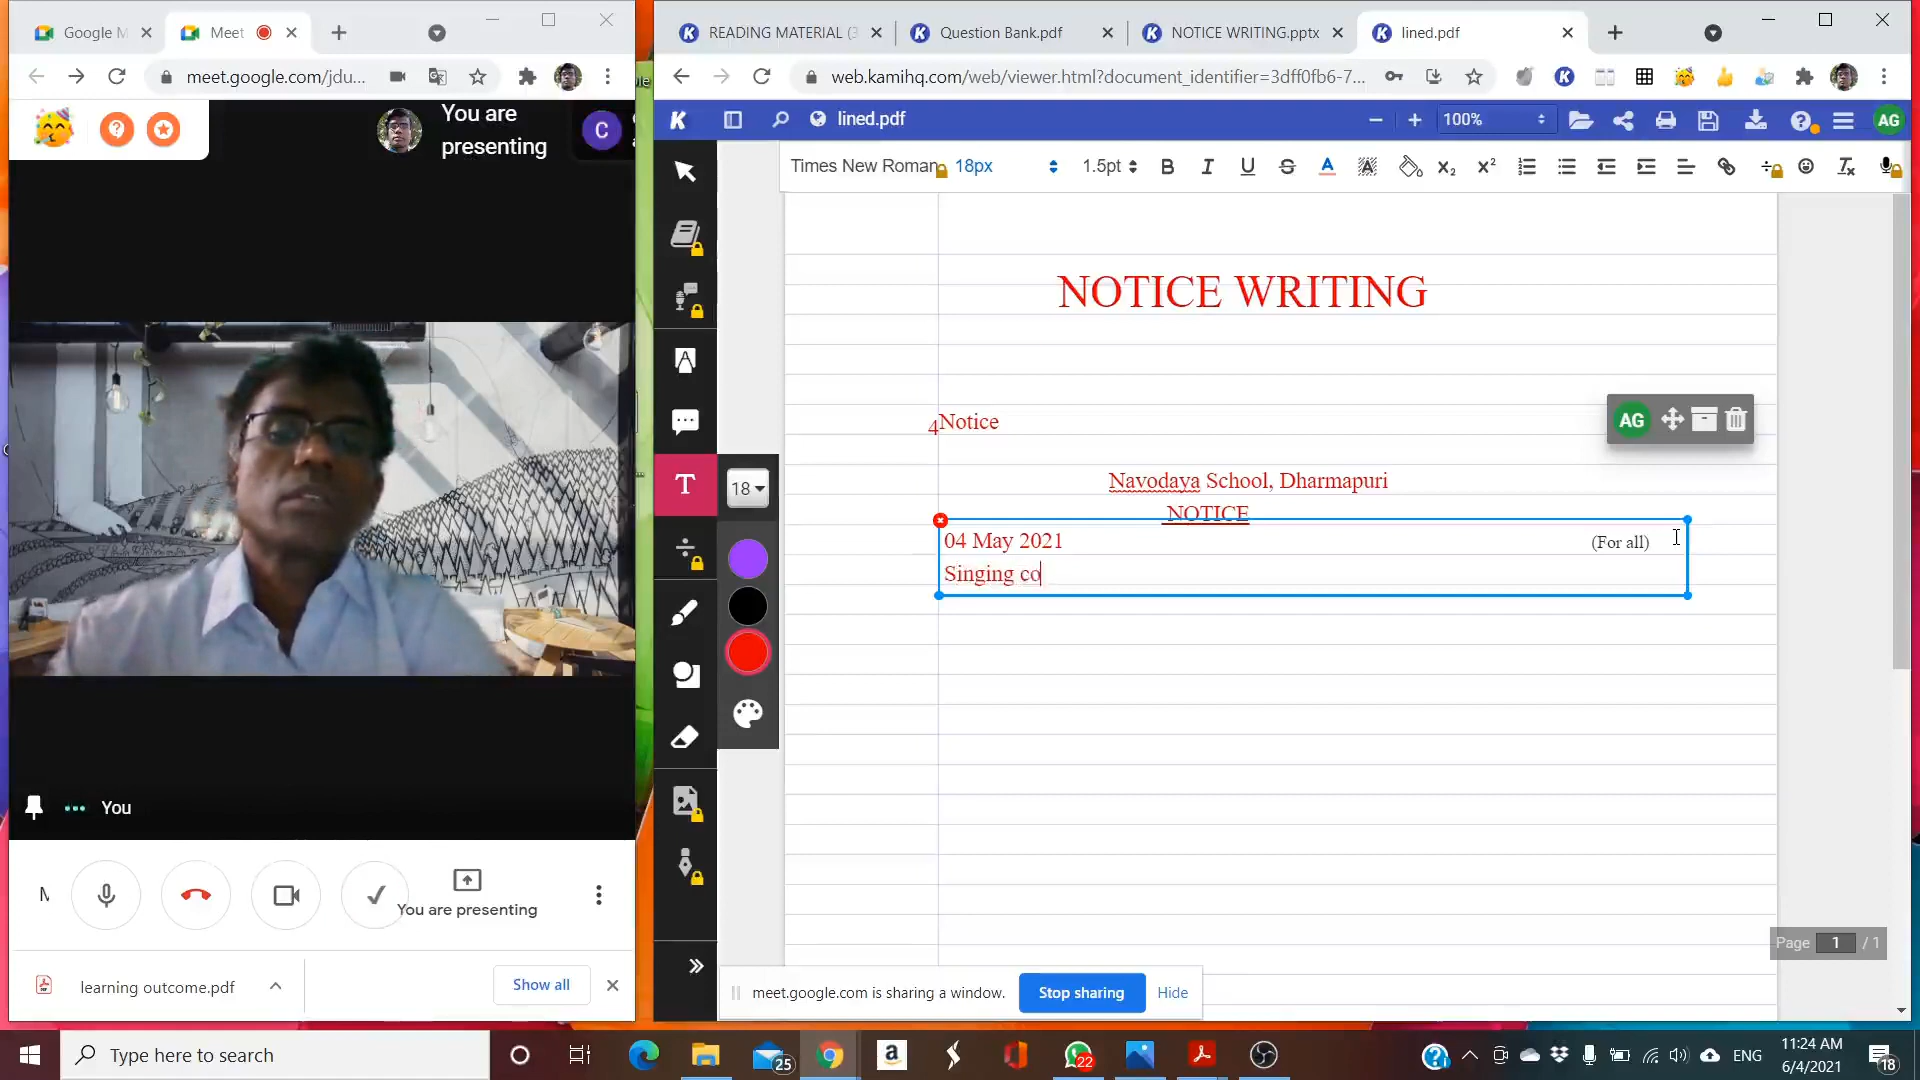 Google M
Meet
READING MATERIAL (3
Question Bank.pdf
NOTICE WRITING.pptx
lined.pdf
meet.google.com/jdu...
web.kamihq.com/web/viewer.html?document_identifier=3dff0fb6-7...
You are
presenting
C
lined.pdf
100%
AG
Times New Roman
18px
1.5pt
NOTICE WRITING
4Notice
AG
Navodaya School, Dharmapuri
NOTICE
04 May 2021
(For all)
Singing co
18
You
You are presenting
Page 1 / 1
learning outcome.pdf
Show all
meet.google.com is sharing a window.
Stop sharing
Hide
Type here to search
25
22
ENG
11:24 AM
6/4/2021
18